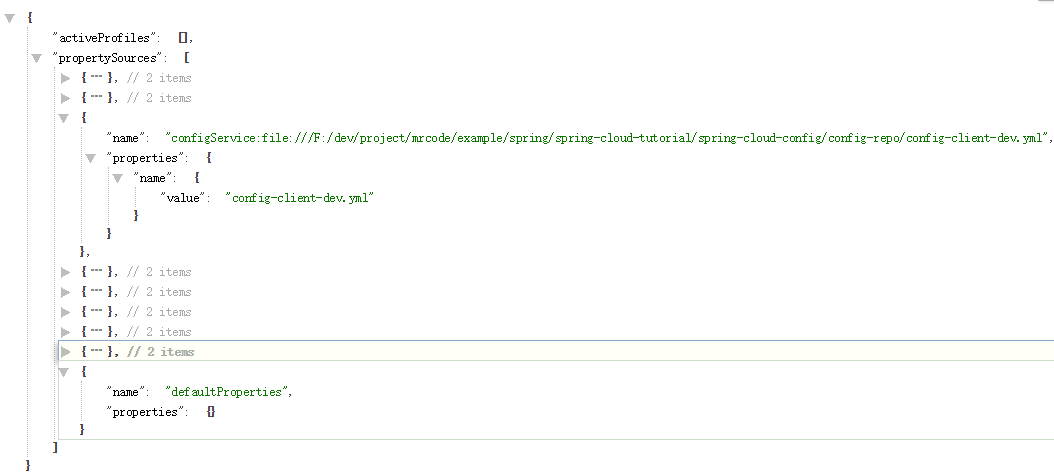 {
"activeProfiles": [],
"propertySources": [
{ ... }, // 2 items
{ ... }, // 2 items
{
"name": "configService:file:///F:/dev/project/mrcode/example/spring/spring-cloud-tutorial/spring-cloud-config/config-repo/config-client-dev.yml",
"properties": {
"name": {
"value": "config-client-dev.yml"
}
}
},
{ ... }, // 2 items
{ ... }, // 2 items
{ ... }, // 2 items
{ ... }, // 2 items
{ ... }, // 2 items
{
"name": "defaultProperties",
"properties": {}
}
]
}